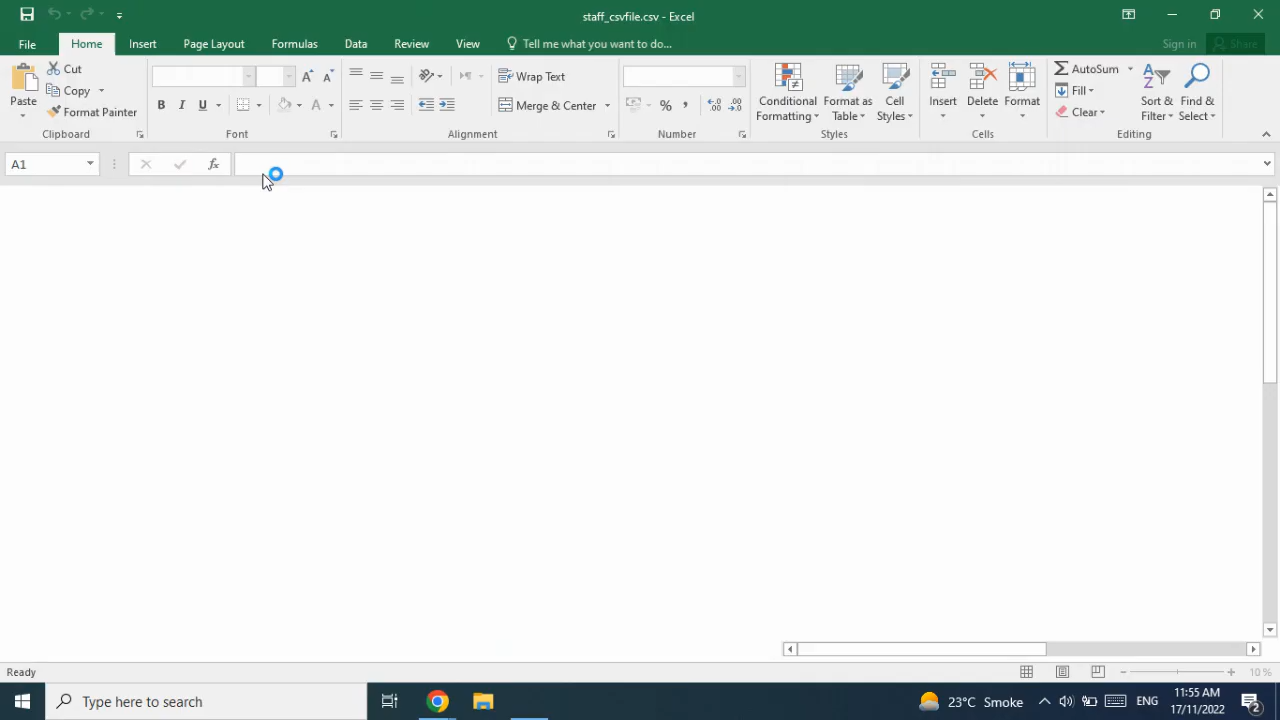 staff_csvfile.csv - Excel
File Home Insert Page Layout Formulas Data Review View Tell me what you want to do... Sign in Share
Paste
Cut
Copy
Format Painter
Clipboard
B I U A
Font
Wrap Text
Merge & Center
Alignment
%
Number
Conditional Formatting
Format as Table
Cell Styles
Styles
Insert Delete Format
Cells
AutoSum
Fill
Clear
Sort & Filter
Find & Select
Editing
A1
fx
Ready
10 %
Type here to search
23°C Smoke
ENG
11:55 AM
17/11/2022
2